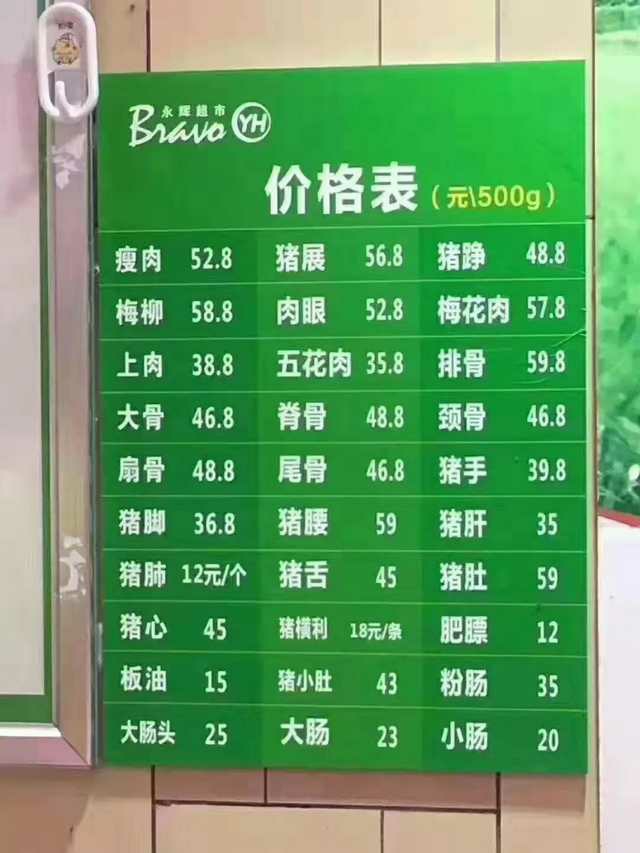 永辉超市
Bravo YH
价格表（元\500g）
瘦肉 52.8 猪展 56.8 猪踭 48.8
梅柳 58.8 肉眼 52.8 梅花肉 57.8
上肉 38.8 五花肉 35.8 排骨 59.8
大骨 46.8 脊骨 48.8 颈骨 46.8
扇骨 48.8 尾骨 46.8 猪手 39.8
猪脚 36.8 猪腰 59 猪肝 35
猪肺 12元/个 猪舌 45 猪肚 59
猪心 45 猪横利 18元/条 肥膘 12
板油 15 猪小肚 43 粉肠 35
大肠头 25 大肠 23 小肠 20